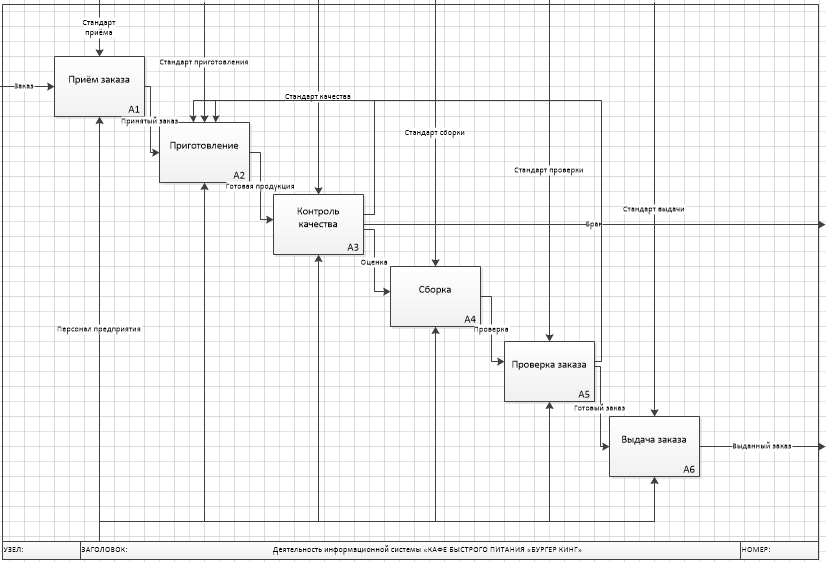 Стандарт
приёма
Заказ
Приём заказа
A1
Стандарт приготовления
Стандарт качества
Принятый заказ
Приготовление
A2
Стандарт сборки
Стандарт проверки
Готовая продукция
Контроль
качества
A3
Стандарт выдачи
Брак
Оценка
Сборка
A4
Проверка
Персонал предприятия
Проверка заказа
A5
Готовый заказ
Выдача заказа
A6
Выданный заказ
УЗЕЛ:
ЗАГОЛОВОК:
Деятельность информационной системы «КАФЕ БЫСТРОГО ПИТАНИЯ «БУРГЕР КИНГ»
НОМЕР: